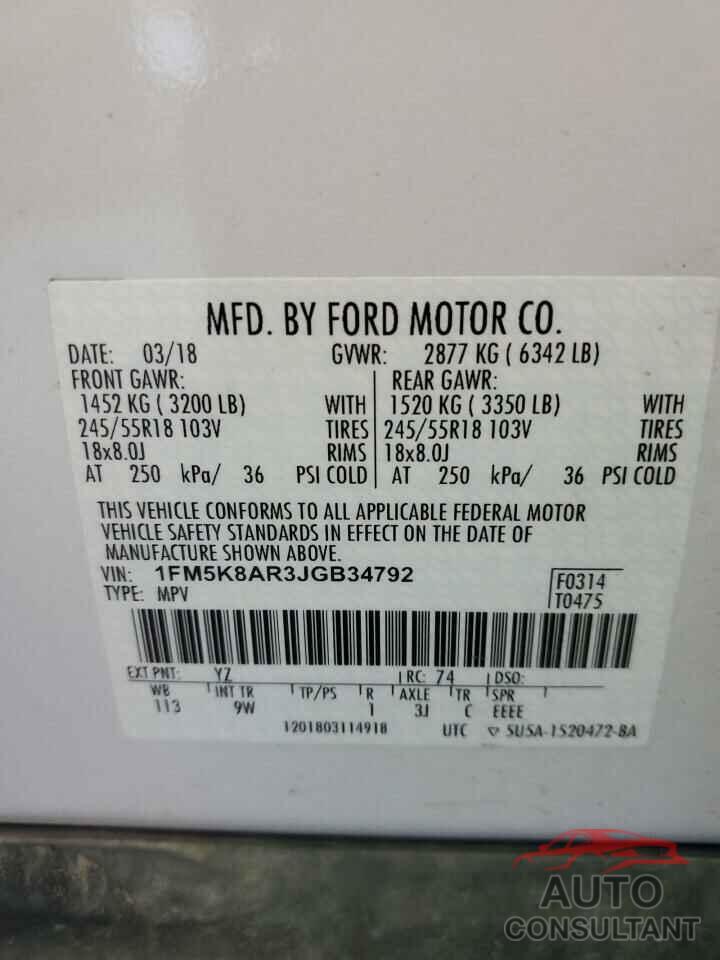 MFD. BY FORD MOTOR CO.
DATE: 03/18 GVWR: 2877 KG ( 6342 LB)
FRONT GAWR: REAR GAWR:
1452 KG ( 3200 LB) WITH 1520 KG ( 3350 LB) WITH
245/55R18 103V TIRES 245/55R18 103V TIRES
18x8.0J RIMS 18x8.0J RIMS
AT 250 kPa/ 36 PSI COLD AT 250 kPa/ 36 PSI COLD
THIS VEHICLE CONFORMS TO ALL APPLICABLE FEDERAL MOTOR
VEHICLE SAFETY STANDARDS IN EFFECT ON THE DATE OF
MANUFACTURE SHOWN ABOVE.
VIN: 1FM5K8AR3JGB34792 F0314
TYPE: MPV T0475
EXT PNT: YZ RC: 74 DSO:
WB INT TR TP/PS R AXLE TR SPR
113 9W 1 3J C EEEE
1201803114918 UTC ▽ SU5A-1520472-BA
AUTO
CONSULTANT